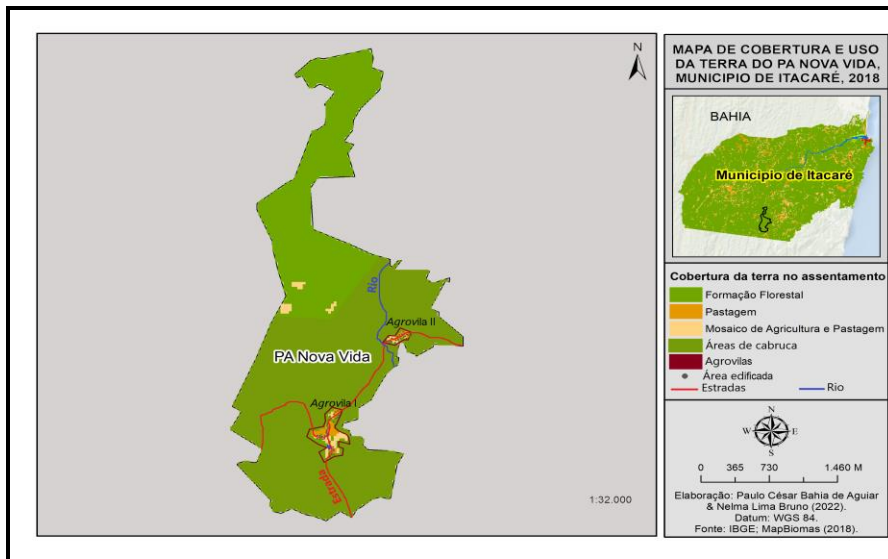 N
Rio
Agrovila II
PA Nova Vida
Agrovila I
Estrada
1:32.000
MAPA DE COBERTURA E USO
DA TERRA DO PA NOVA VIDA,
MUNICIPIO DE ITACARÉ, 2018
BAHIA
Municipio de Itacaré
Cobertura da terra no assentamento
Formação Florestal
Pastagem
Mosaico de Agricultura e Pastagem
Áreas de cabruca
Agrovilas
Área edificada
Estradas Rio
N
W E
S
0 365 730 1.460 M
Elaboração: Paulo César Bahia de Aguiar
& Nelma Lima Bruno (2022).
Datum: WGS 84.
Fonte: IBGE; MapBiomas (2018).